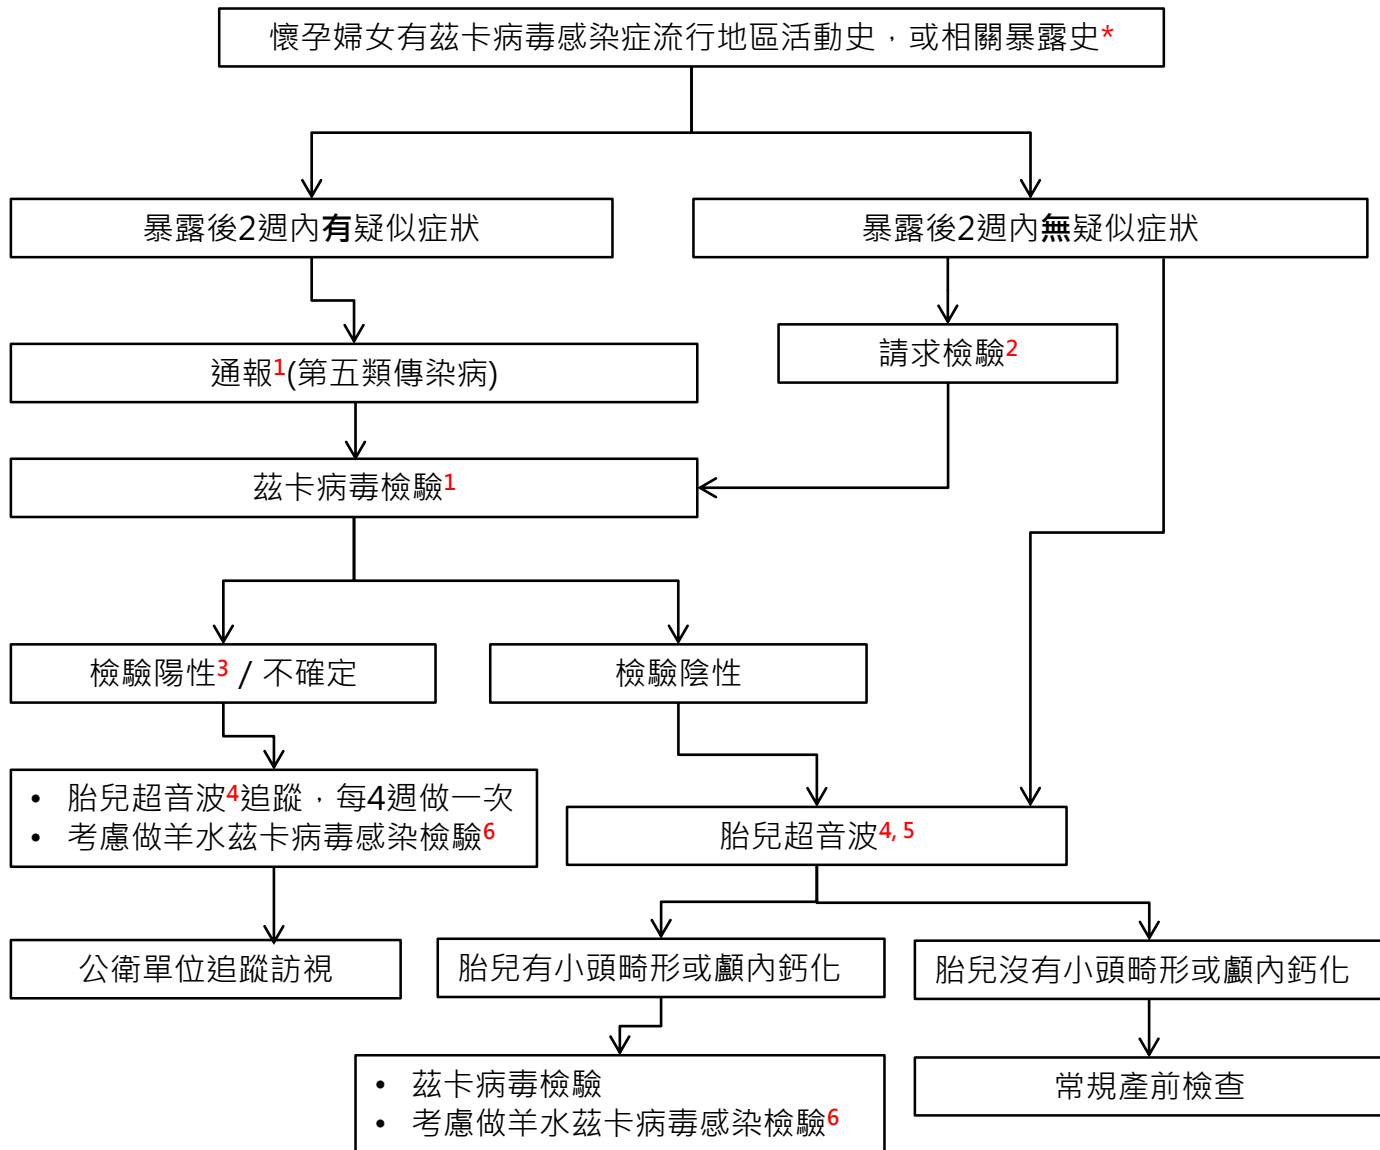 懷孕婦女有茲卡病毒感染症流行地區活動史，或相關暴露史*
暴露後2週內有疑似症狀
暴露後2週內無疑似症狀
請求檢驗2
通報1(第五類傳染病)
茲卡病毒檢驗1
檢驗陽性3 / 不確定
檢驗陰性
• 胎兒超音波4追蹤，每4週做一次
• 考慮做羊水茲卡病毒感染檢驗6
胎兒超音波4, 5
公衛單位追蹤訪視
胎兒有小頭畸形或顱內鈣化
胎兒沒有小頭畸形或顱內鈣化
• 茲卡病毒檢驗
• 考慮做羊水茲卡病毒感染檢驗6
常規產前檢查